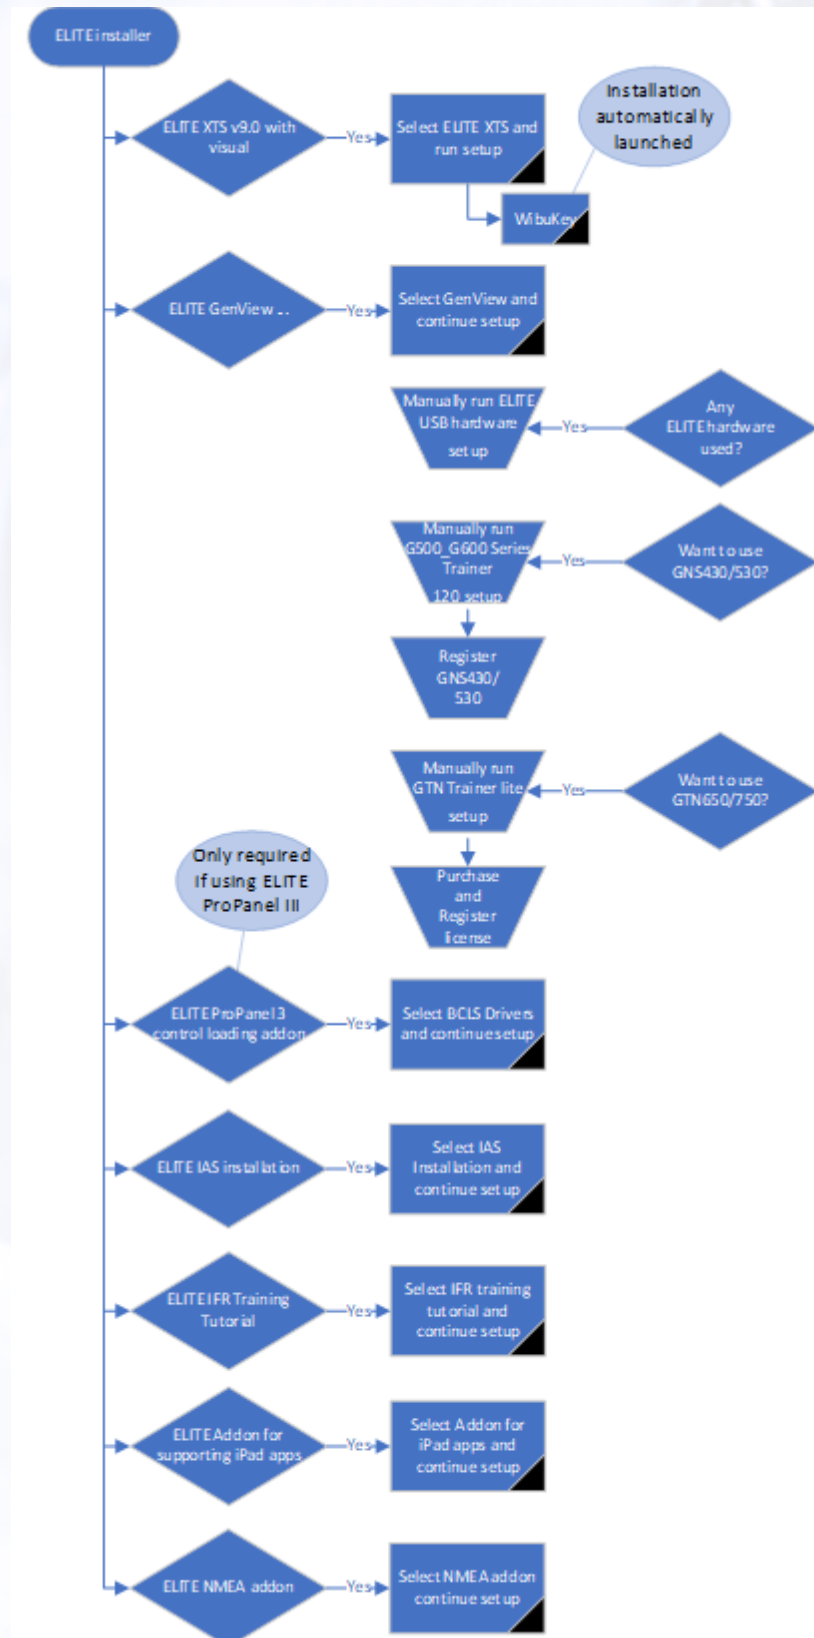 ELITE installer
ELITE XTS v9.0 with
visual
Yes
Select ELITE XTS and
run setup
Installation
automatically
launched
WibuKey
ELITE GenView ...
Yes
Select GenView and
continue setup
Manually run ELITE
USB hardware
setup
Yes
Any
ELITE hardware
used?
Manually run
G500_G600 Series
Trainer
120 setup
Yes
Want to use
GNS430/530?
Register
GNS430/
530
Manually run
GTN Trainer lite
setup
Yes
Want to use
GTN650/750?
Purchase
and
Register
license
Only required
if using ELITE
ProPanel III
ELITE ProPanel 3
control loading addon
Yes
Select BCLS Drivers
and continue setup
ELITE IAS installation
Yes
Select IAS
Installation and
continue setup
ELITE IFR Training
Tutorial
Yes
Select IFR training
tutorial and
continue setup
ELITE Addon for
supporting iPad apps
Yes
Select Addon for
iPad apps and
continue setup
ELITE NMEA addon
Yes
Select NMEA addon
continue setup